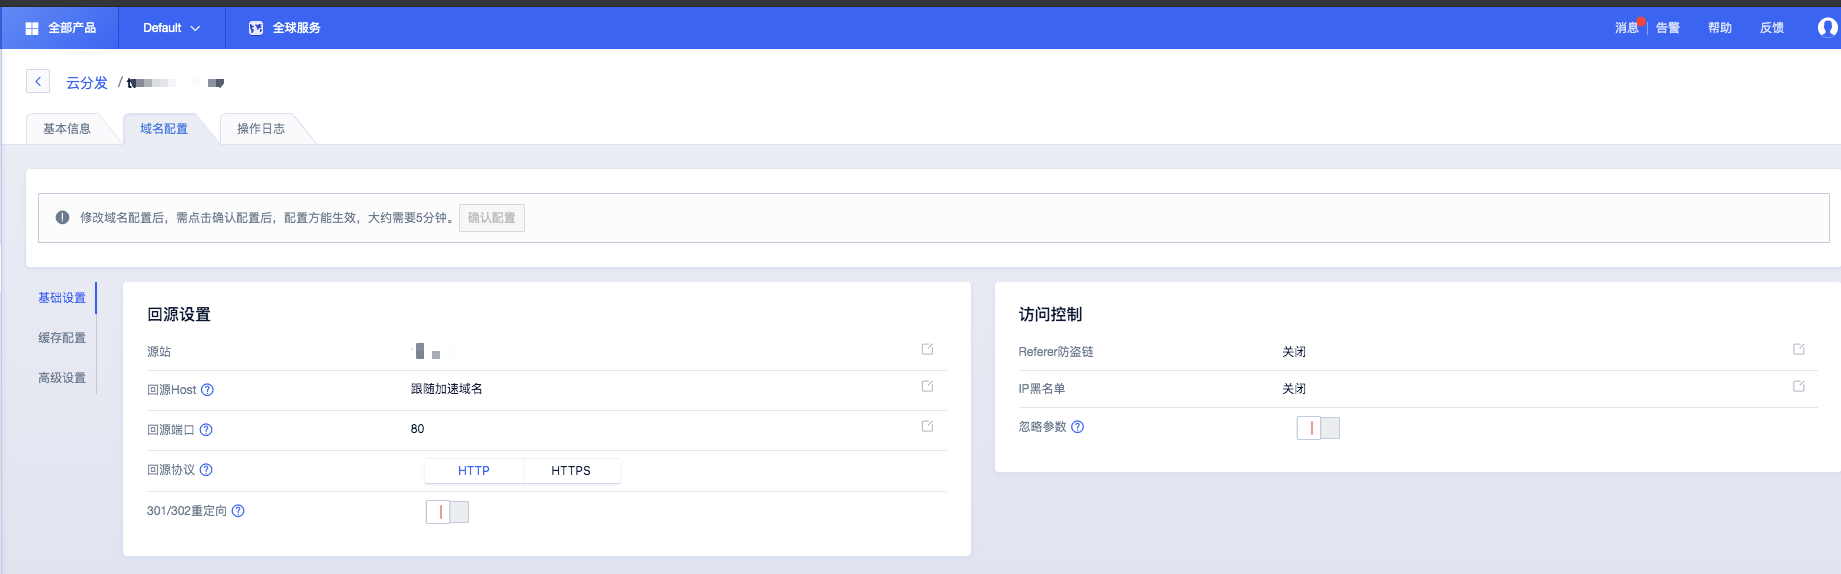 全部产品 Default 全球服务 消息 告警 帮助 反馈
云分发 /
基本信息 域名配置 操作日志
修改域名配置后，需点击确认配置后，配置方能生效，大约需要5分钟。 确认配置
基础设置
缓存配置
高级设置
回源设置
源站
回源Host 跟随加速域名
回源端口 80
回源协议 HTTP HTTPS
301/302重定向
访问控制
Referer防盗链 关闭
IP黑名单 关闭
忽略参数